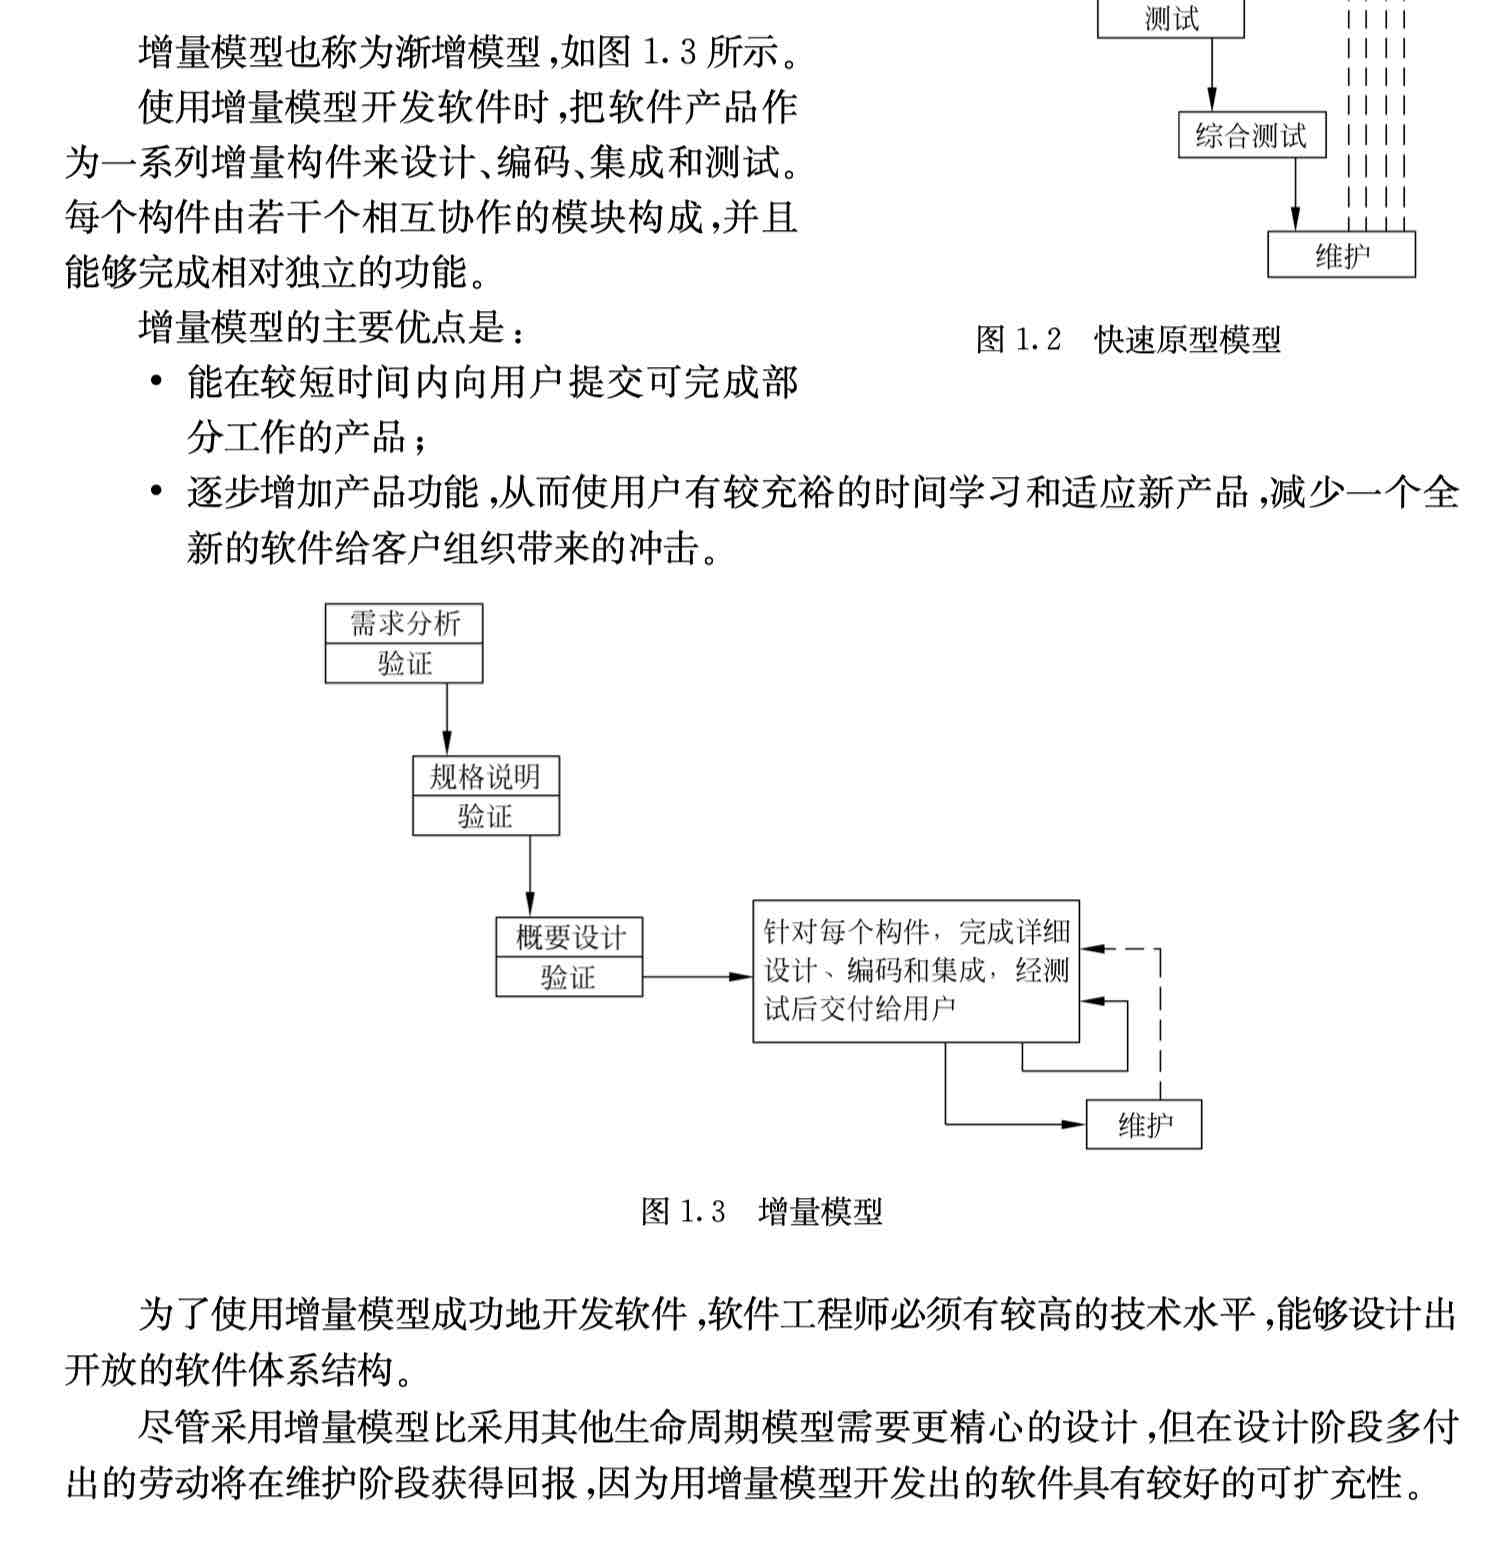 增量模型也称为渐增模型,如图 1.3 所示。
使用增量模型开发软件时,把软件产品作
为一系列增量构件来设计、编码、集成和测试。
每个构件由若干个相互协作的模块构成,并且
能够完成相对独立的功能。
增量模型的主要优点是:
• 能在较短时间内向用户提交可完成部
分工作的产品;
测试
综合测试
维护
图 1.2 快速原型模型
• 逐步增加产品功能,从而使用户有较充裕的时间学习和适应新产品,减少一个全
新的软件给客户组织带来的冲击。
需求分析
验证
规格说明
验证
概要设计
验证
针对每个构件，完成详细
设计、编码和集成，经测
试后交付给用户
维护
图 1.3 增量模型
为了使用增量模型成功地开发软件,软件工程师必须有较高的技术水平,能够设计出
开放的软件体系结构。
尽管采用增量模型比采用其他生命周期模型需要更精心的设计,但在设计阶段多付
出的劳动将在维护阶段获得回报,因为用增量模型开发出的软件具有较好的可扩充性。